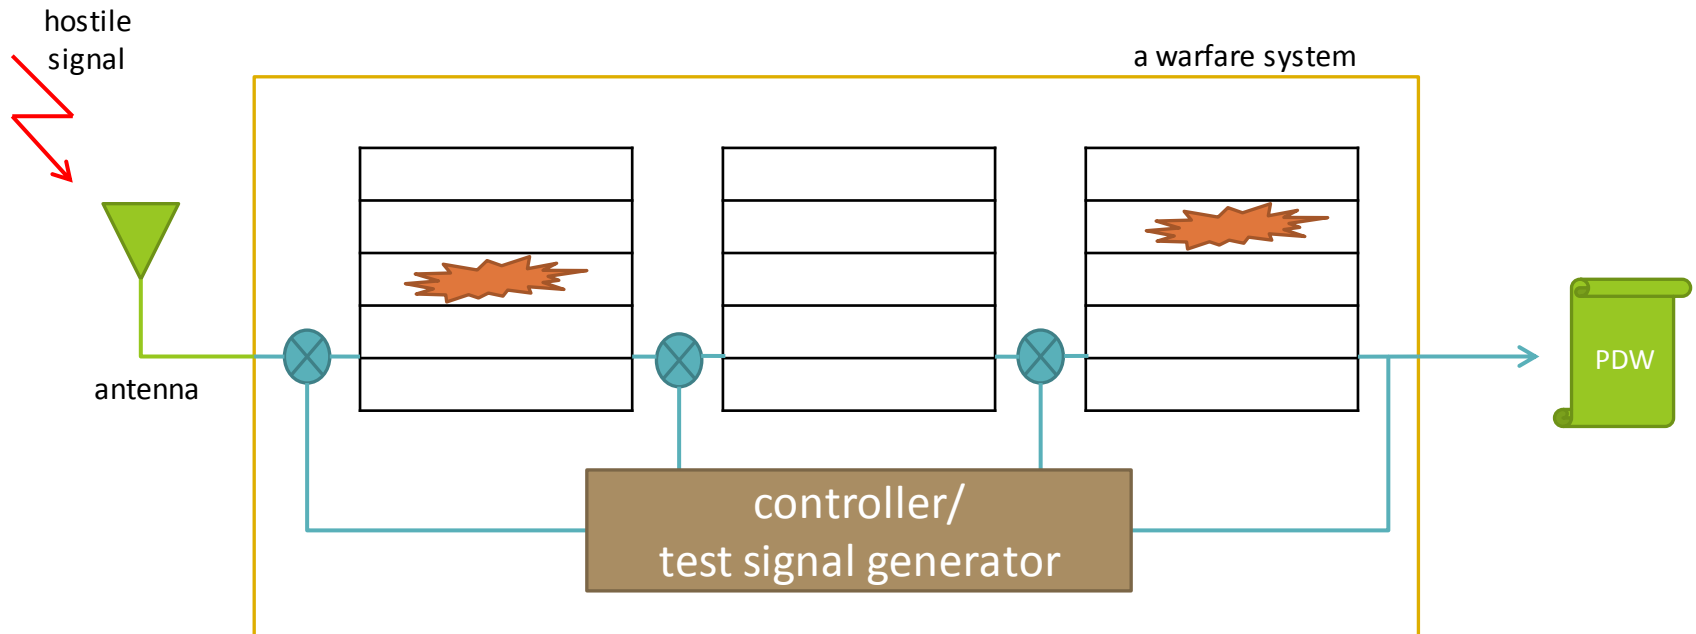 hostile
signal
a warfare system
antenna
PDW
controller/
test signal generator